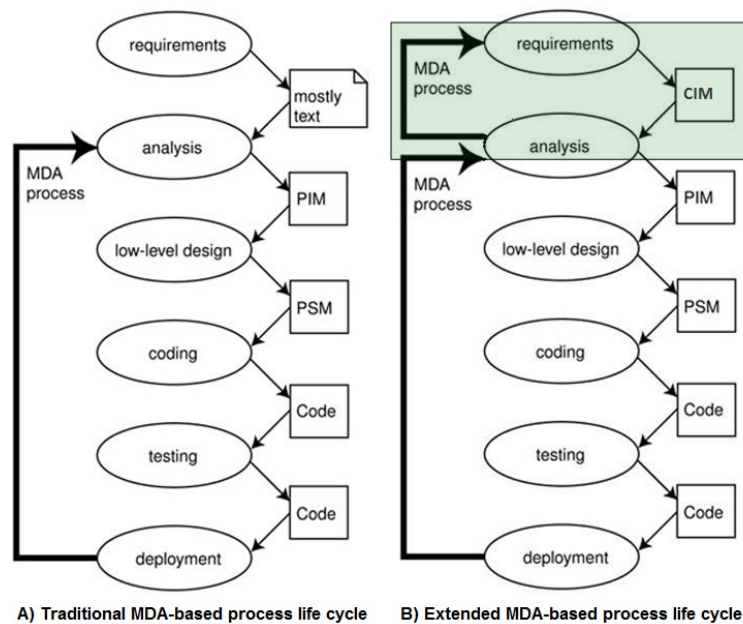 requirements
mostly
text
analysis
MDA
process
PIM
low-level design
PSM
coding
Code
testing
Code
deployment
A) Traditional MDA-based process life cycle
requirements
MDA
process
CIM
analysis
MDA
process
PIM
low-level design
PSM
coding
Code
testing
Code
deployment
B) Extended MDA-based process life cycle